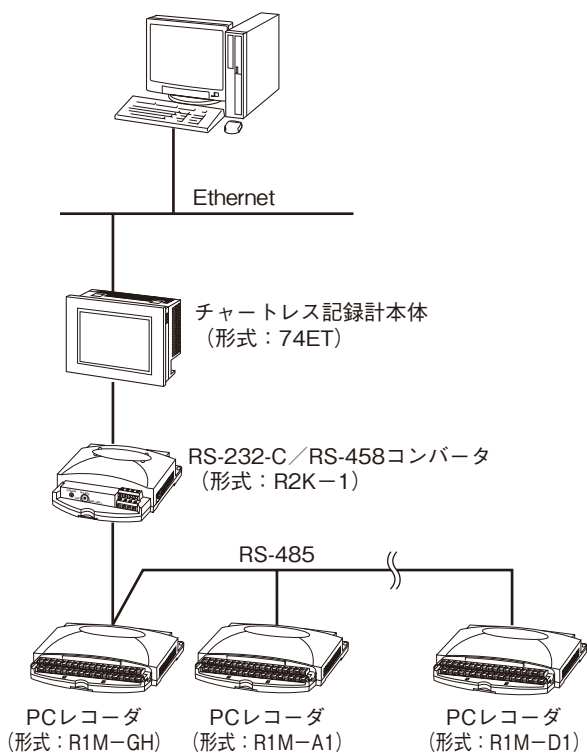 Ethernet
チャートレス記録計本体
（形式：74ET）
RS-232-C／RS-458コンバータ
（形式：R2K−1）
RS-485
PCレコーダ
（形式：R1M−GH）
PCレコーダ
（形式：R1M−A1）
PCレコーダ
（形式：R1M−D1）